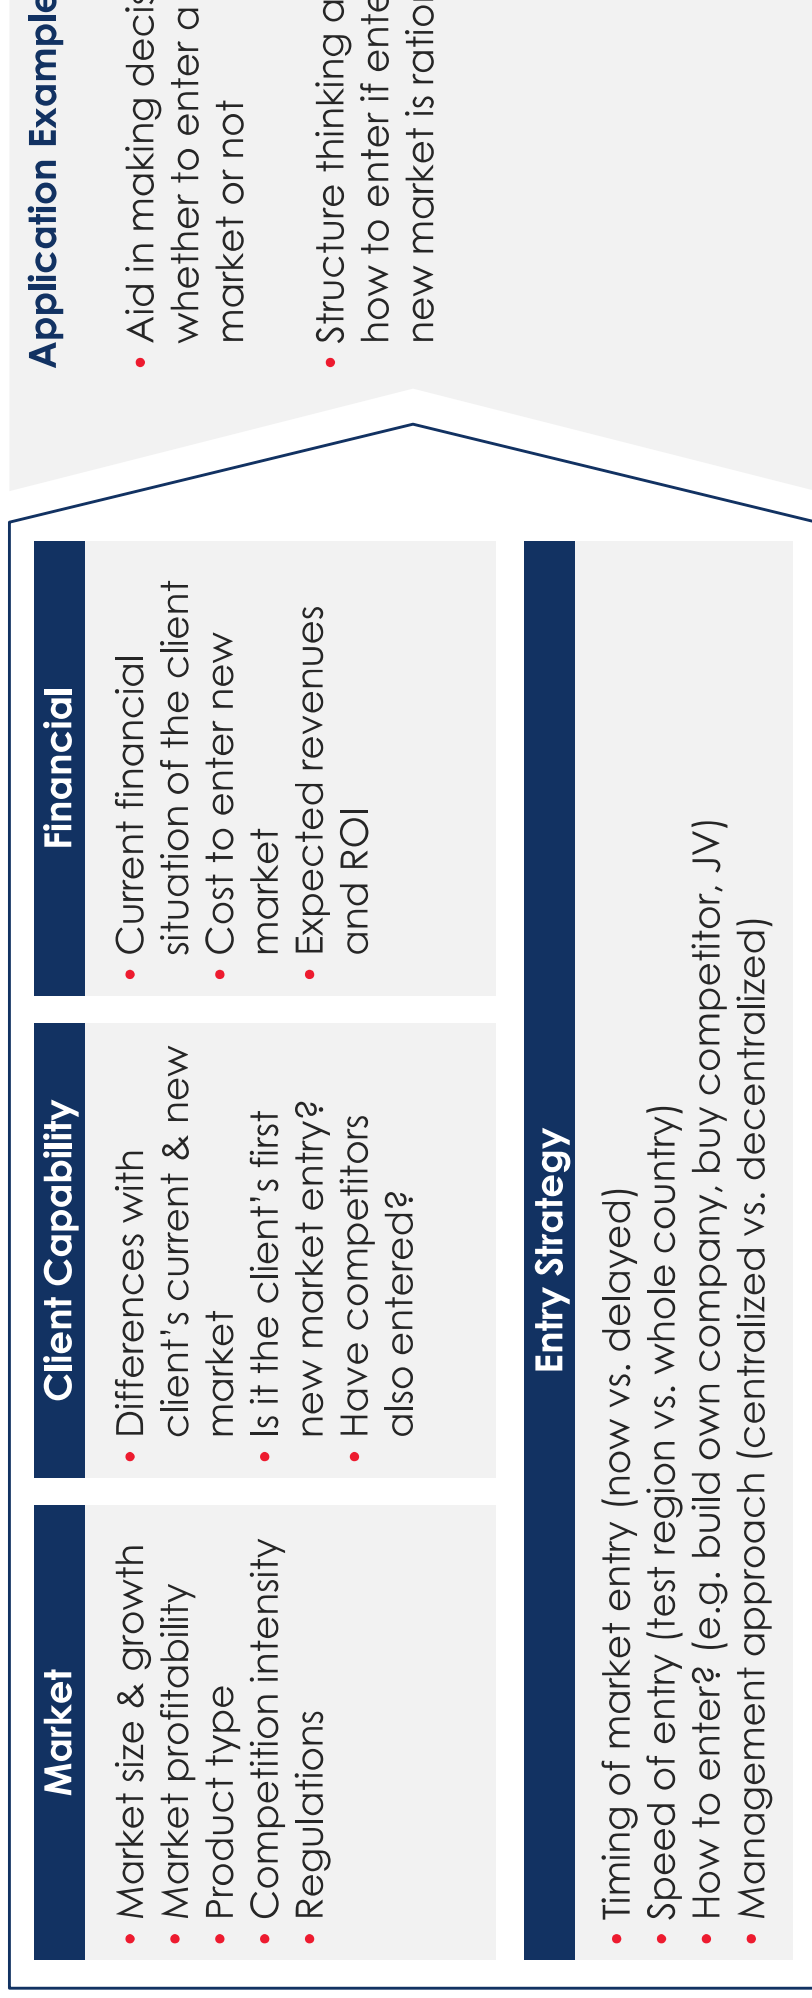 Market
• Market size & growth
• Market profitability
• Product type
• Competition intensity
• Regulations
Client Capability
• Differences with
client's current & new
market
• Is it the client's first
new market entry?
• Have competitors
also entered?
Financial
• Current financial
situation of the client
• Cost to enter new
market
• Expected revenues
and ROI
Entry Strategy
• Timing of market entry (now vs. delayed)
• Speed of entry (test region vs. whole country)
• How to enter? (e.g. build own company, buy competitor, JV)
• Management approach (centralized vs. decentralized)
Application Example
• Aid in making
whether to enter a
market or not
• Structure thinking
how to enter if
new market is